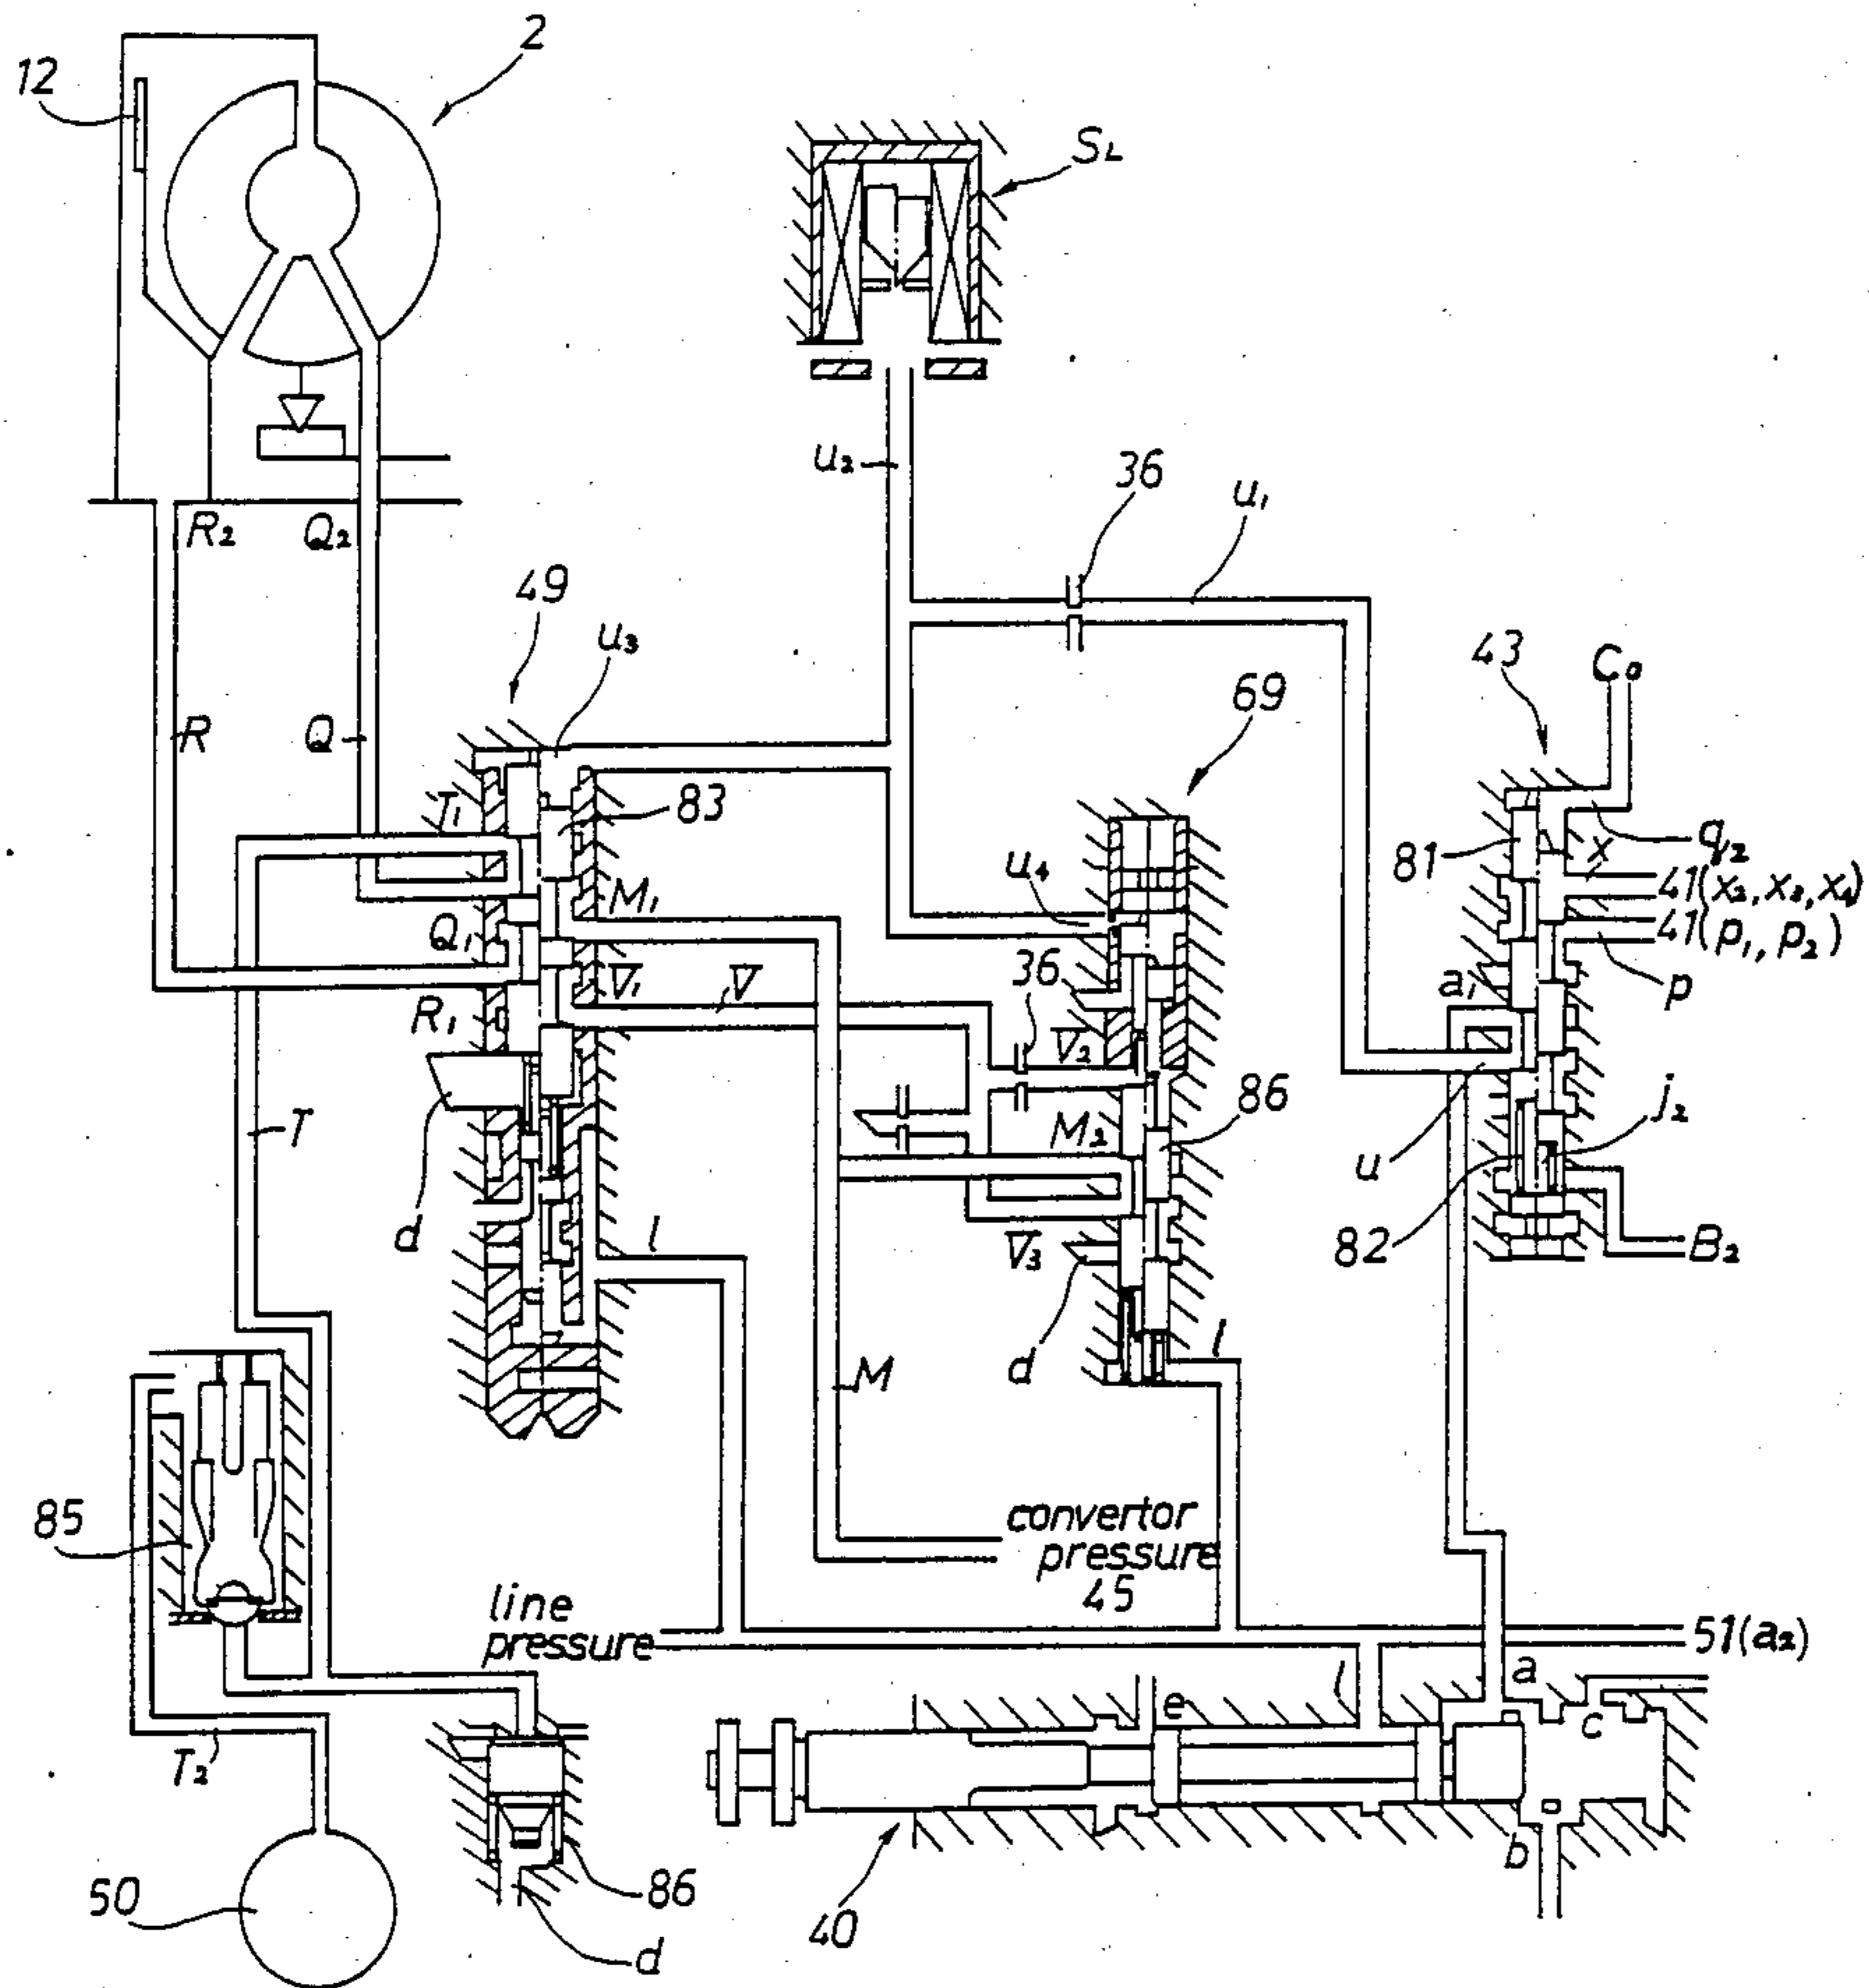 2
12
SL
u₂
36
u₁
R₂
Q₂
49
u₃
43
C₀
69
R
Q
T₁
83
81
q₂
x
41(x₂, x₃, x₄)
M₁
u₄
41(p₁, p₂)
Q₁
p
V₁
V
a₁
R₁
36
V₂
T
M₂
86
j₂
u
d
l
V₃
82
B₂
d
l
M
85
convertor
pressure
45
line
pressure
51(a₂)
a
e
l
c
T₂
b
50
86
40
d